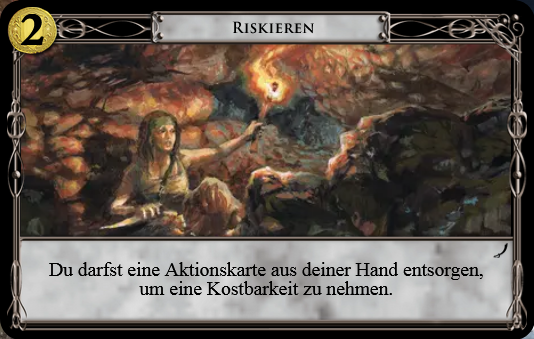 2
Riskieren
Du darfst eine Aktionskarte aus deiner Hand entsorgen,
um eine Kostbarkeit zu nehmen.